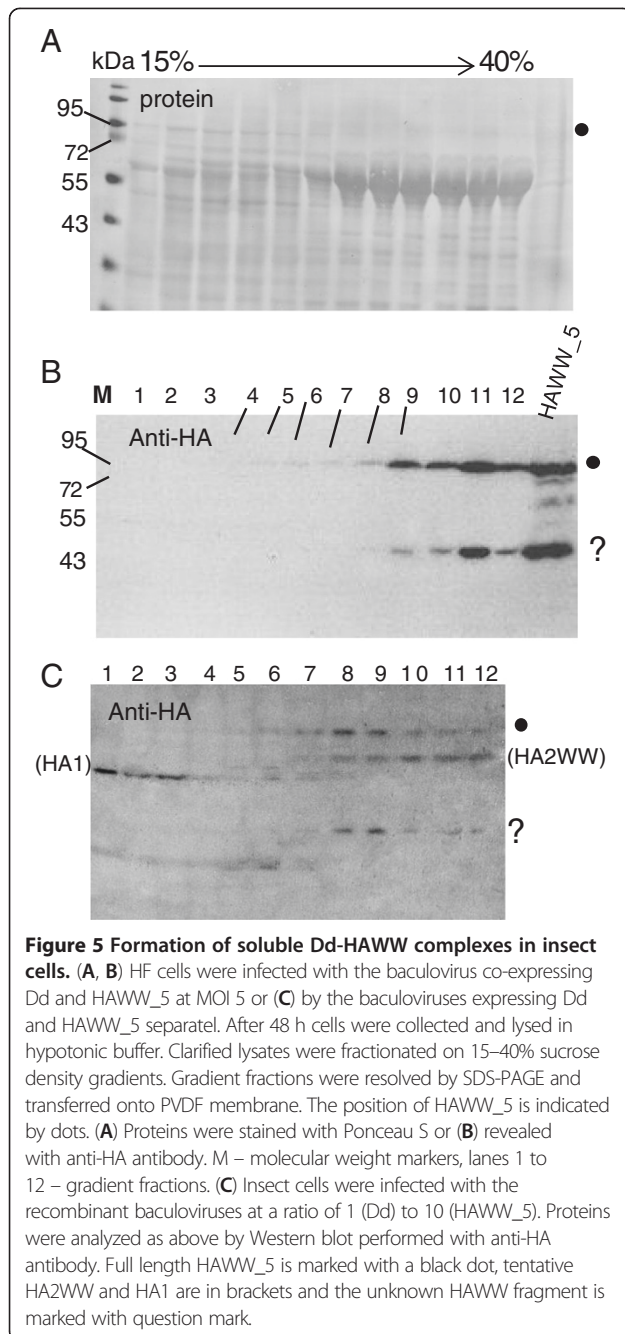 A
kDa 15% 40%
protein
95
72
55
43
B
M 1 2 3 4 5 6 7 8 9 10 11 12 HAWW_5
Anti-HA
95
72
55
43
?
C
1 2 3 4 5 6 7 8 9 10 11 12
Anti-HA
(HA1)
(HA2WW)
?
Figure 5 Formation of soluble Dd-HAWW complexes in insect
cells. (A, B) HF cells were infected with the baculovirus co-expressing
Dd and HAWW_5 at MOI 5 or (C) by the baculoviruses expressing Dd
and HAWW_5 separatel. After 48 h cells were collected and lysed in
hypotonic buffer. Clarified lysates were fractionated on 15–40% sucrose
density gradients. Gradient fractions were resolved by SDS-PAGE and
transferred onto PVDF membrane. The position of HAWW_5 is indicated
by dots. (A) Proteins were stained with Ponceau S or (B) revealed
with anti-HA antibody. M – molecular weight markers, lanes 1 to
12 – gradient fractions. (C) Insect cells were infected with the
recombinant baculoviruses at a ratio of 1 (Dd) to 10 (HAWW_5). Proteins
were analyzed as above by Western blot performed with anti-HA
antibody. Full length HAWW_5 is marked with a black dot, tentative
HA2WW and HA1 are in brackets and the unknown HAWW fragment is
marked with question mark.